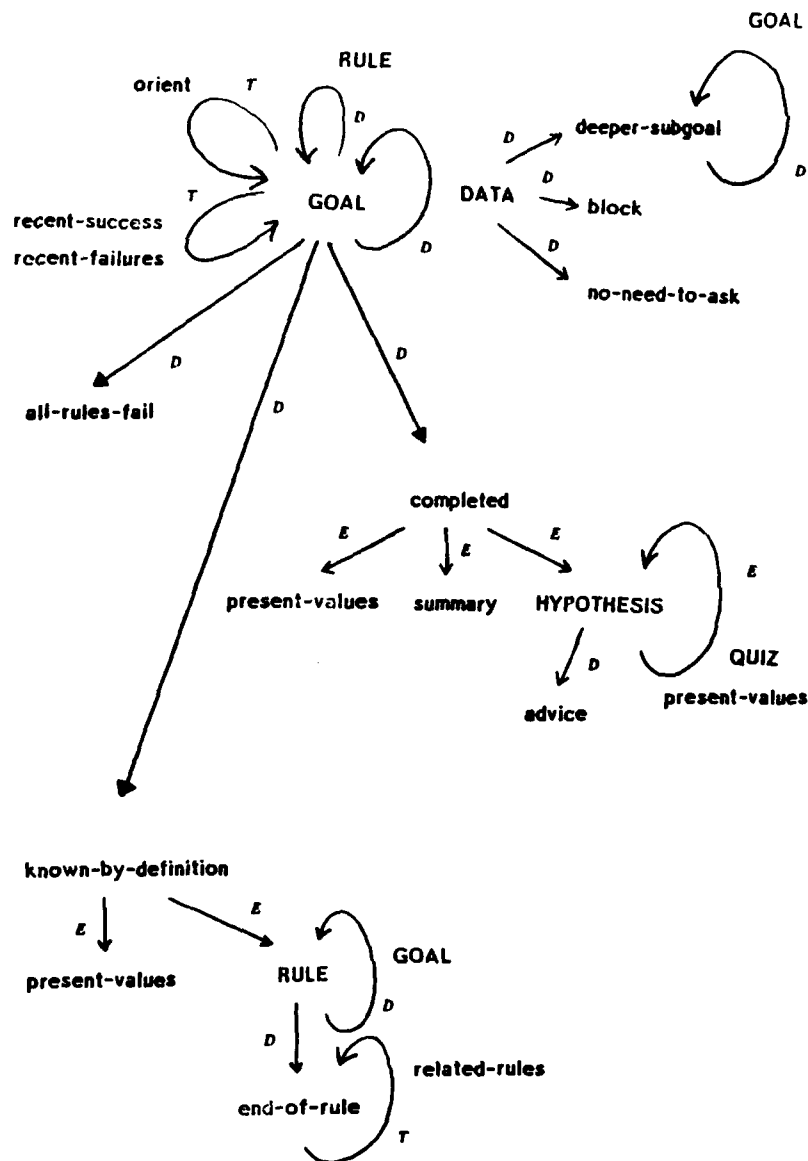 GOAL
RULE
orient
T
D
deeper-subgoal
D
D
T
GOAL
DATA
D
block
D
recent-success
recent-failures
D
no-need-to-ask
D
D
D
all-rules-fail
completed
E
E
E
present-values
summary
HYPOTHESIS
E
D
QUIZ
present-values
advice
known-by-definition
E
E
present-values
RULE
GOAL
D
D
related-rules
end-of-rule
T